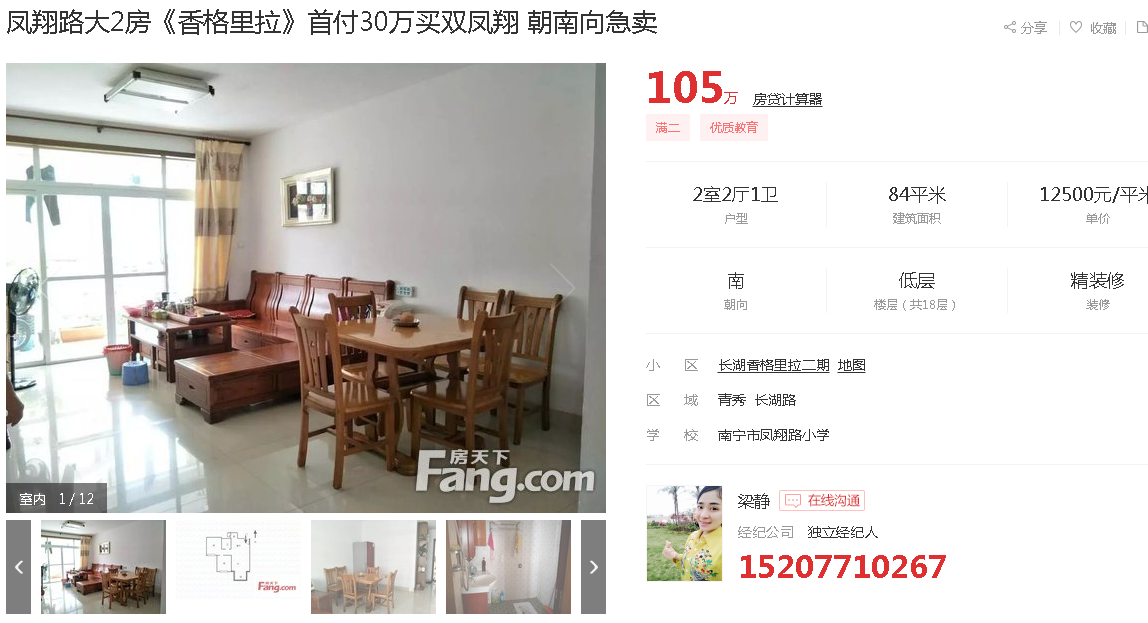 凤翔路大2房《香格里拉》首付30万买双凤翔 朝南向急卖
分享
收藏
105万 房贷计算器
满二 优质教育
2室2厅1卫 84平米 12500元/平米
户型 建筑面积 单价
南 低层 精装修
朝向 楼层（共18层） 装修
小 区 长湖香格里拉二期 地图
区 域 青秀 长湖路
学 校 南宁市凤翔路小学
房天下
Fang.com
室内 1 / 12
房天下
Fang.com
梁静 在线沟通
经纪公司 独立经纪人
15207710267